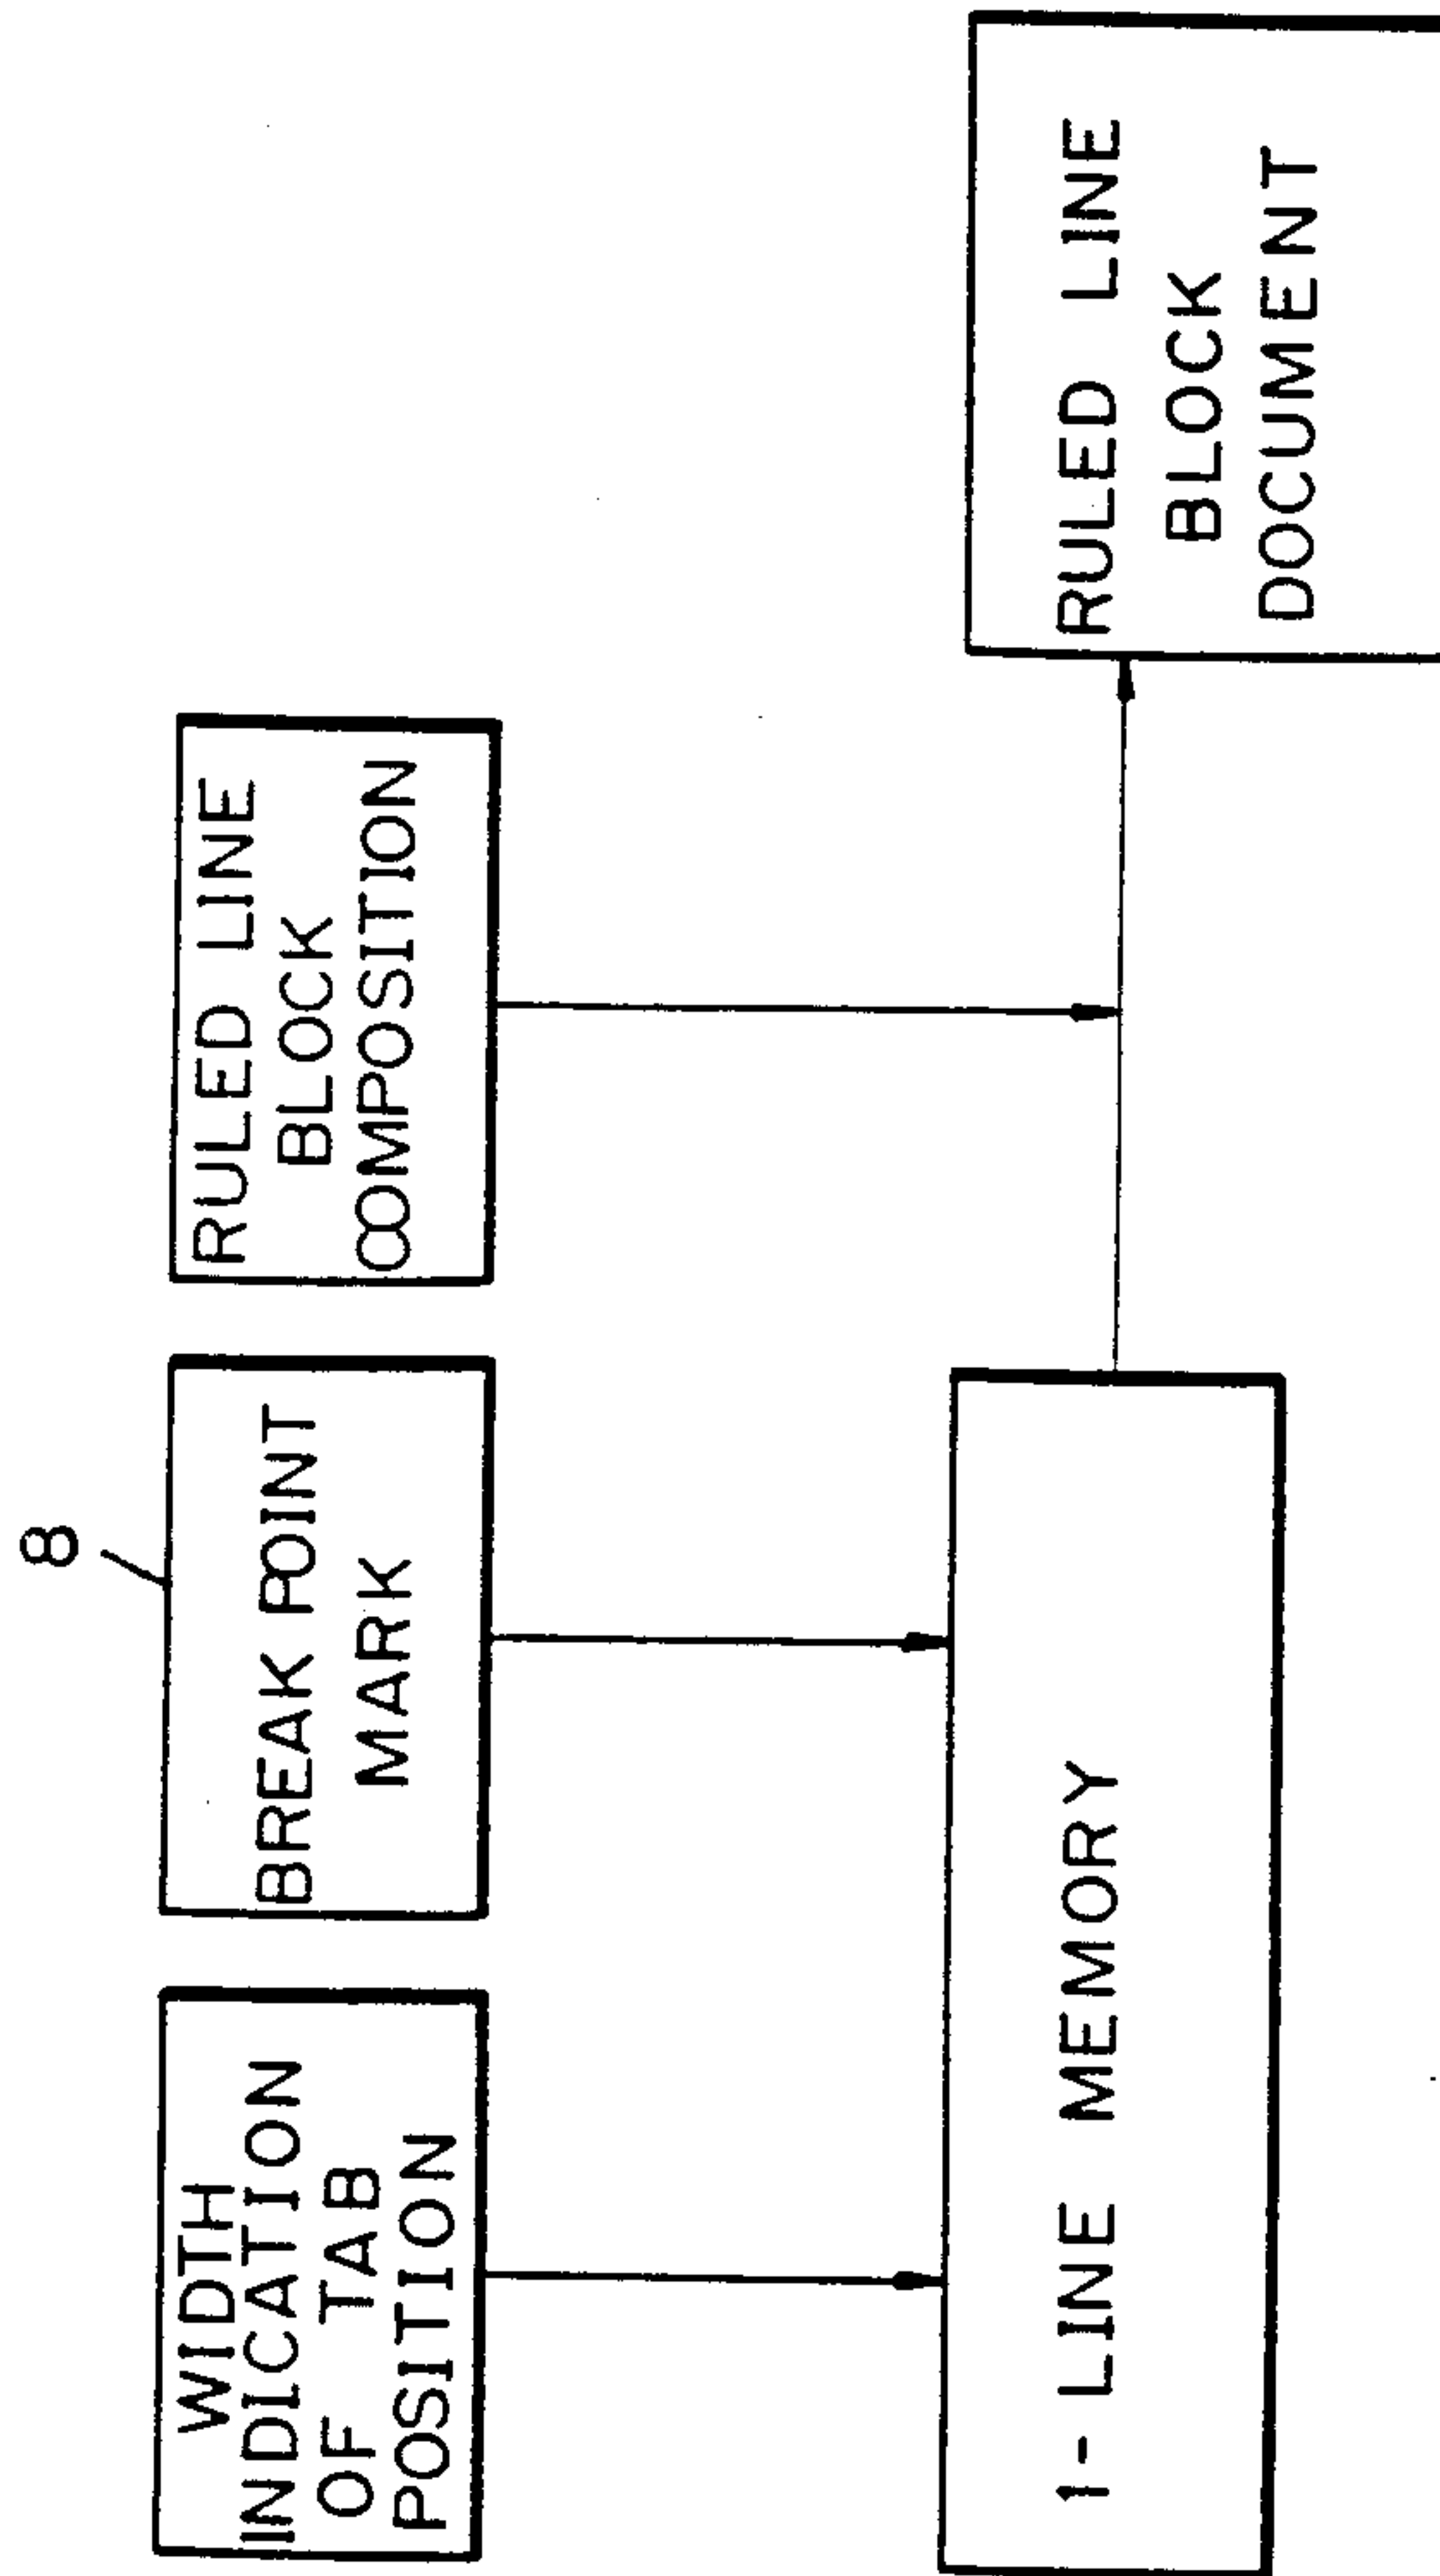 8
WIDTH
INDICATION
OF TAB
POSITION
BREAK POINT
MARK
RULED LINE
BLOCK
COMPOSITION
1-LINE MEMORY
RULED LINE
BLOCK
DOCUMENT